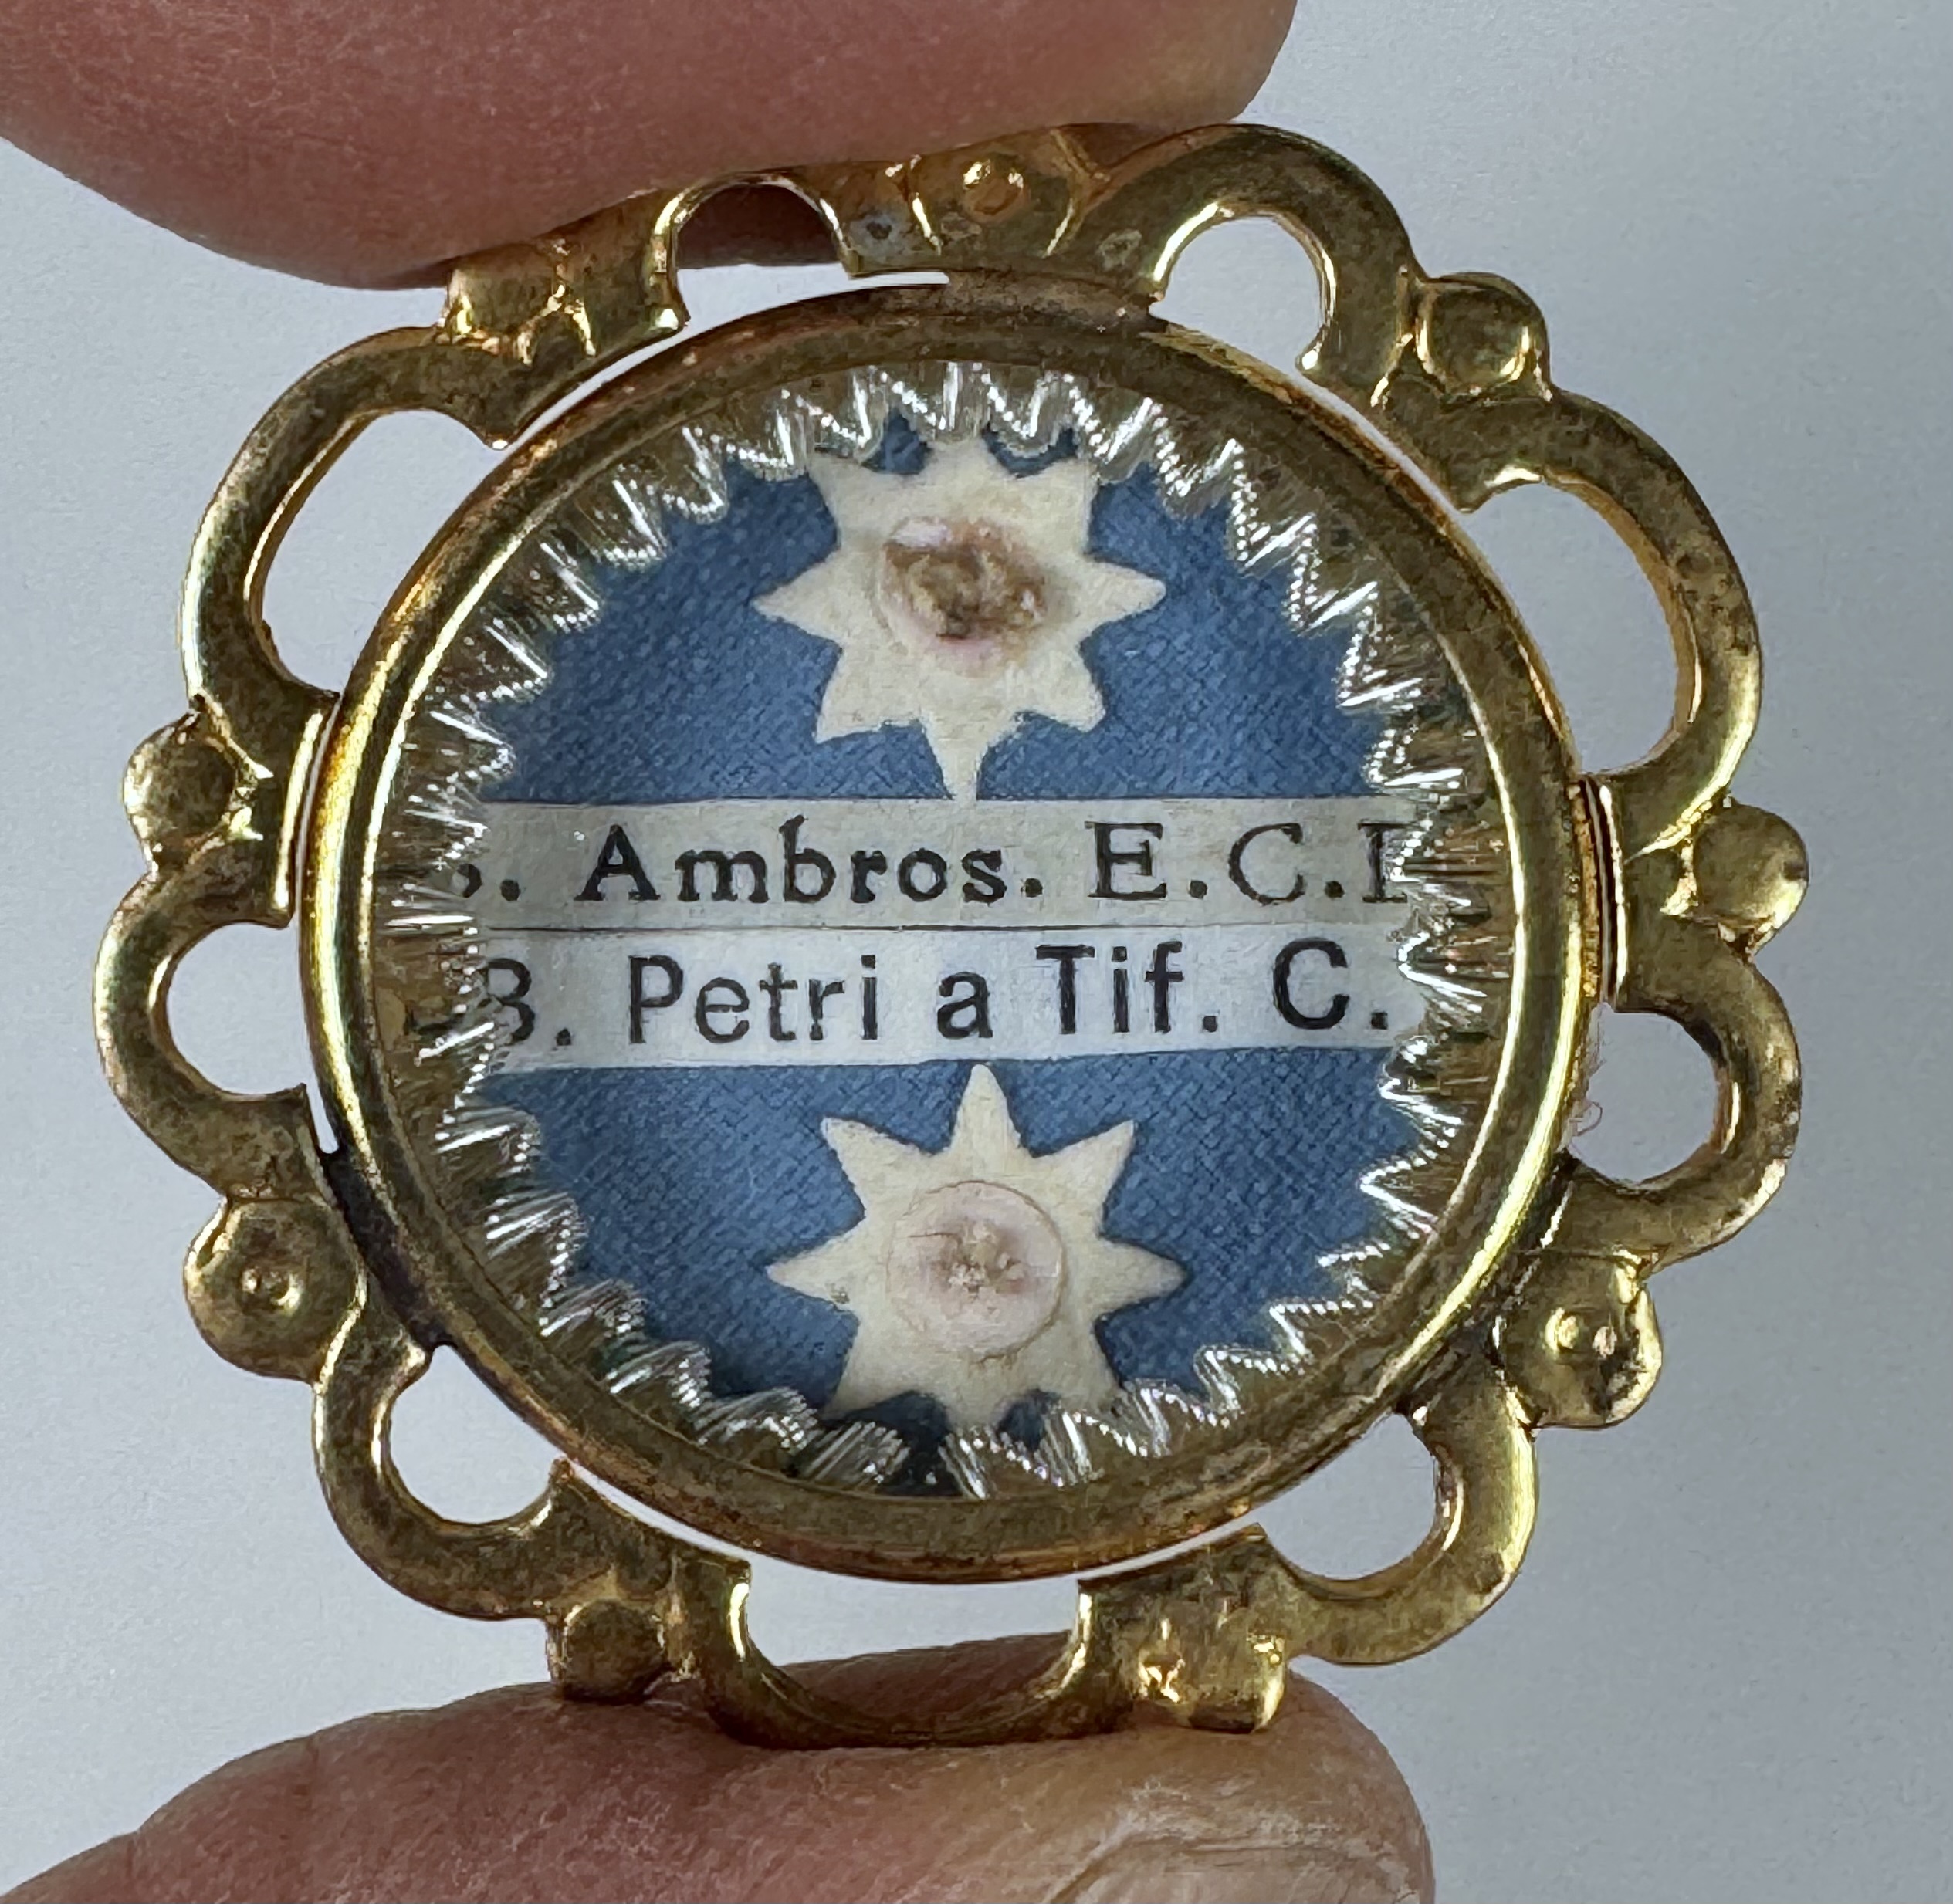 S. Ambros. E.C.D
B. Petri a Tif. C.